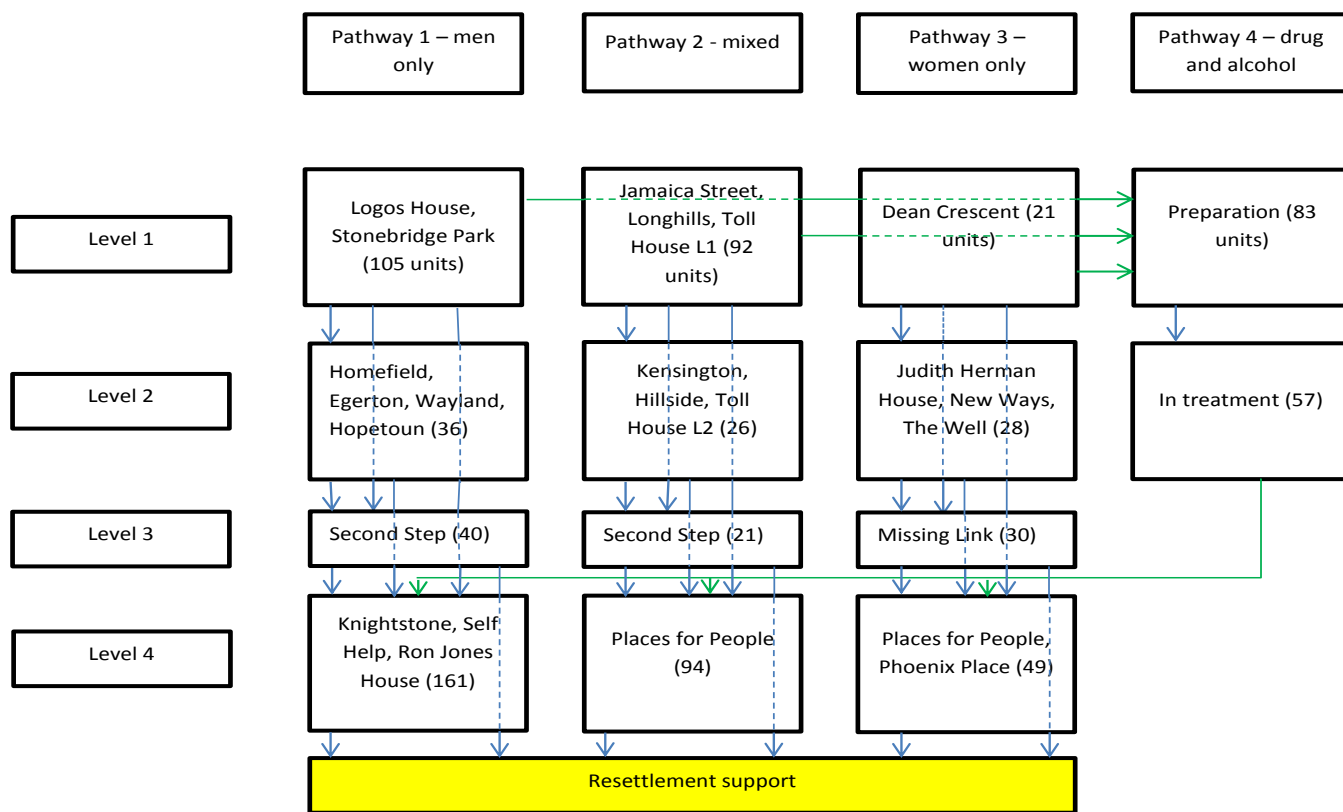 Pathway 1 – men
only
Pathway 2 - mixed
Pathway 3 –
women only
Pathway 4 – drug
and alcohol
Level 1
Logos House,
Stonebridge Park
(105 units)
Jamaica Street,
Longhills, Toll
House L1 (92
units)
Dean Crescent (21
units)
Preparation (83
units)
Level 2
Homefield,
Egerton, Wayland,
Hopetoun (36)
Kensington,
Hillside, Toll
House L2 (26)
Judith Herman
House, New Ways,
The Well (28)
In treatment (57)
Level 3
Second Step (40)
Second Step (21)
Missing Link (30)
Level 4
Knightstone, Self
Help, Ron Jones
House (161)
Places for People
(94)
Places for People,
Phoenix Place (49)
Resettlement support